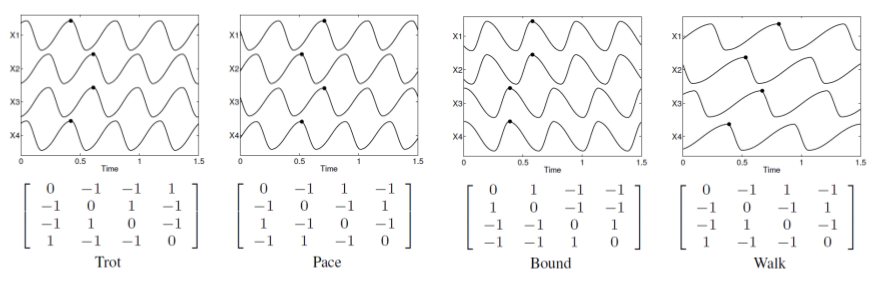 X1
X2
X3
X4
0 0.5 1 1.5
Time
0 −1 −1 1
−1 0 1 −1
−1 1 0 −1
1 −1 −1 0
Trot
X1
X2
X3
X4
0 0.5 1 1.5
Time
0 −1 1 −1
−1 0 −1 1
1 −1 0 −1
−1 1 −1 0
Pace
X1
X2
X3
X4
0 0.5 1 1.5
Time
0 1 −1 −1
1 0 −1 −1
−1 −1 0 1
−1 −1 1 0
Bound
X1
X2
X3
X4
0 0.5 1 1.5
Time
0 −1 1 −1
−1 0 −1 1
−1 1 0 −1
1 −1 −1 0
Walk